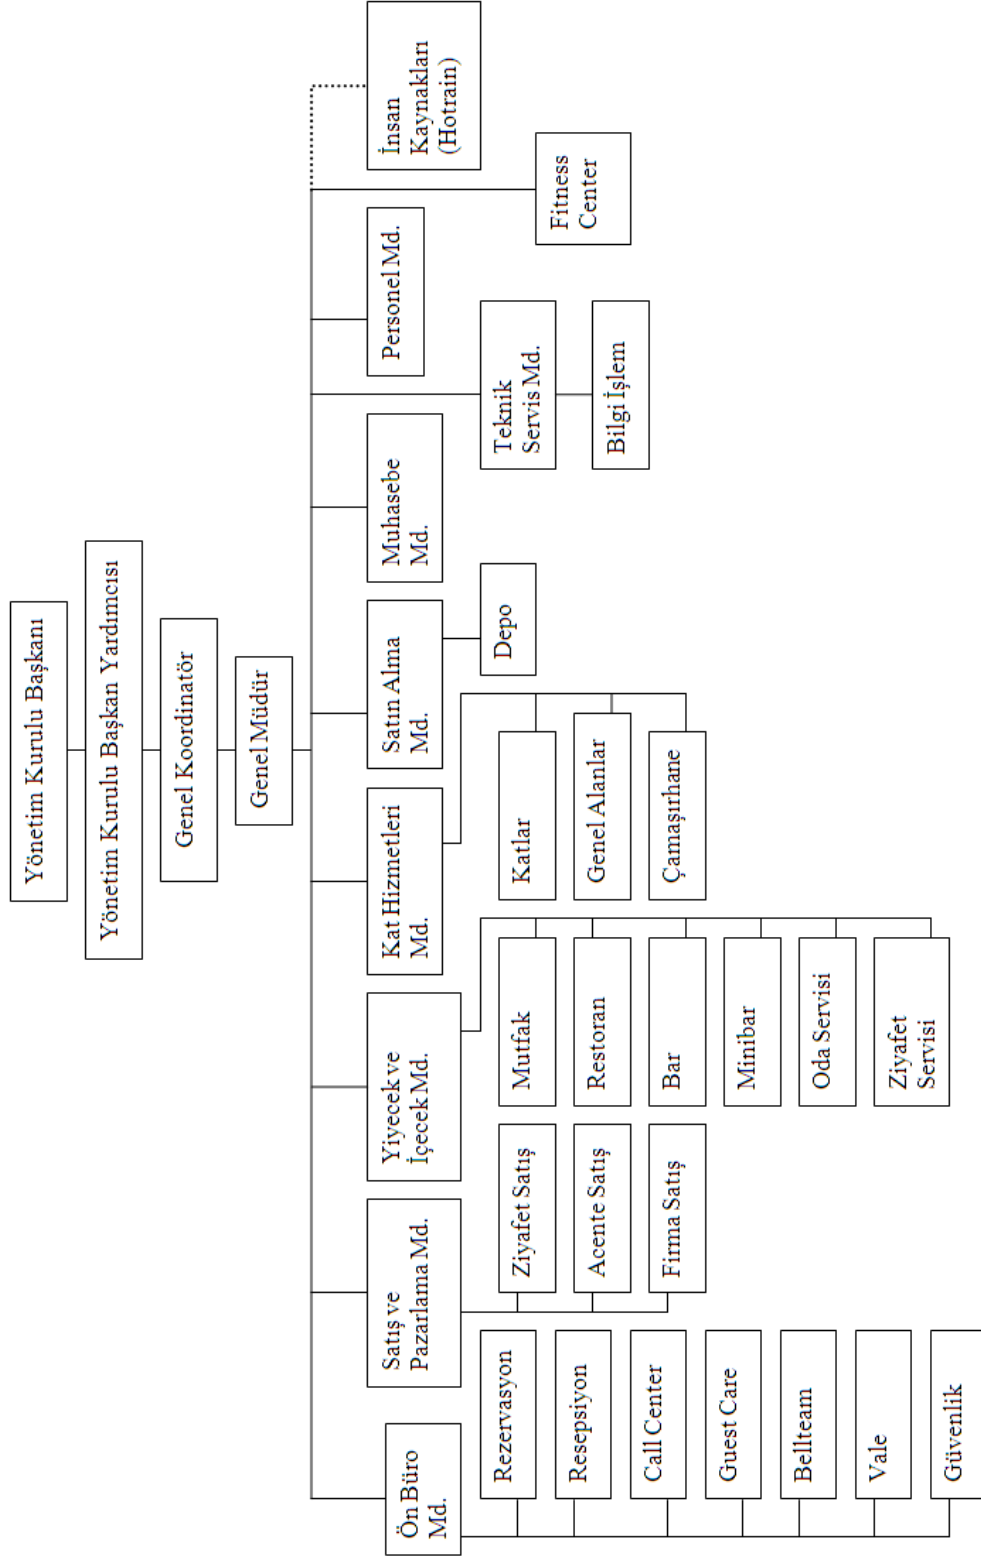 Yönetim Kurulu Başkanı
Yönetim Kurulu Başkan Yardımcısı
Genel Koordinatör
Genel Müdür
Ön Büro
Md.
Satış ve
Pazarlama Md.
Yiyecek ve
İçecek Md.
Kat Hizmetleri
Md.
Satın Alma
Md.
Muhasebe
Md.
Teknik
Servis Md.
Personel Md.
Fitness
Center
İnsan
Kaynakları
(Hotrain)
Rezervasyon
Resepsiyon
Call Center
Guest Care
Bellteam
Vale
Güvenlik
Ziyafet Satış
Acente Satış
Firma Satış
Mutfak
Restoran
Bar
Minibar
Oda Servisi
Ziyafet
Servisi
Katlar
Genel Alanlar
Çamaşırhane
Depo
Bilgi İşlem